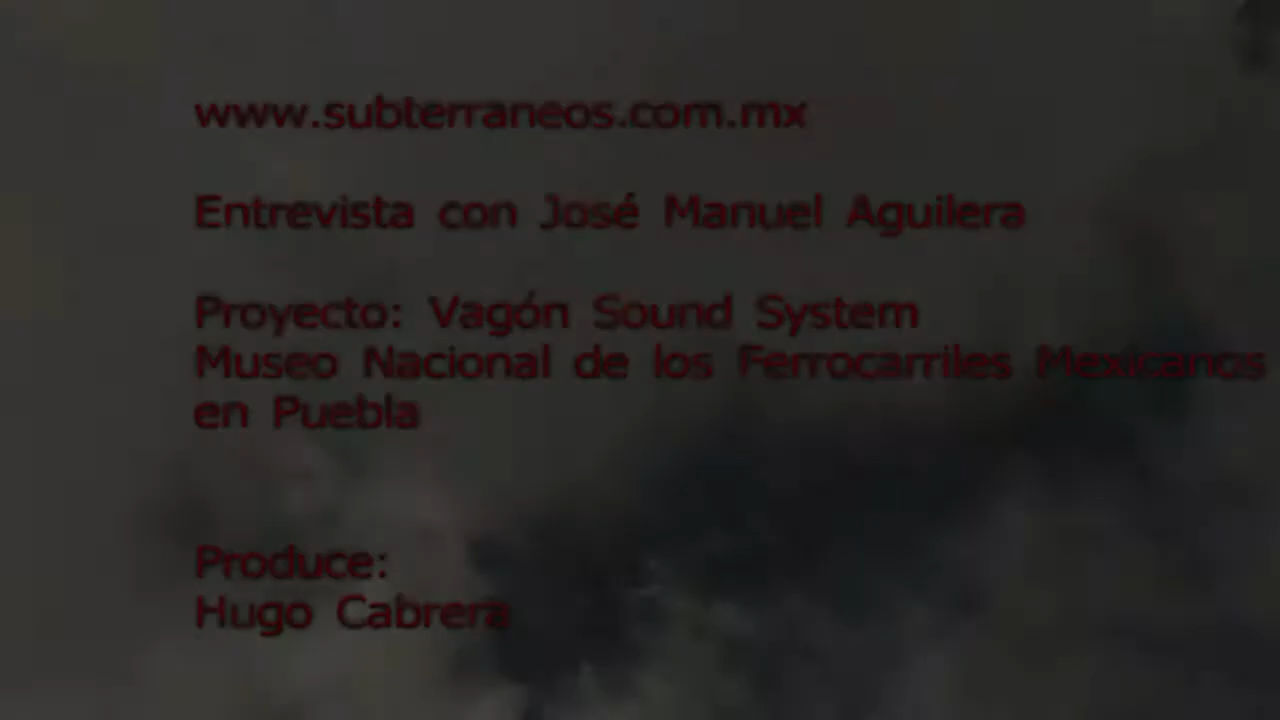 www.subterraneos.com.mx
Entrevista con José Manuel Aguilera
Proyecto: Vagón Sound System
Museo Nacional de los Ferrocarriles Mexicanos
en Puebla
Produce:
Hugo Cabrera